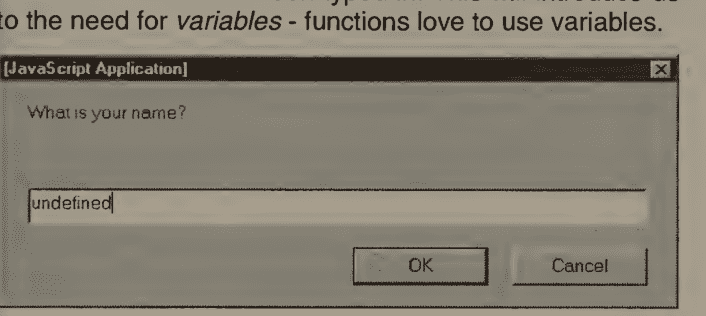 to the need for variables - functions love to use variables.
[JavaScript Application]
What is your name?
undefined
OK
Cancel